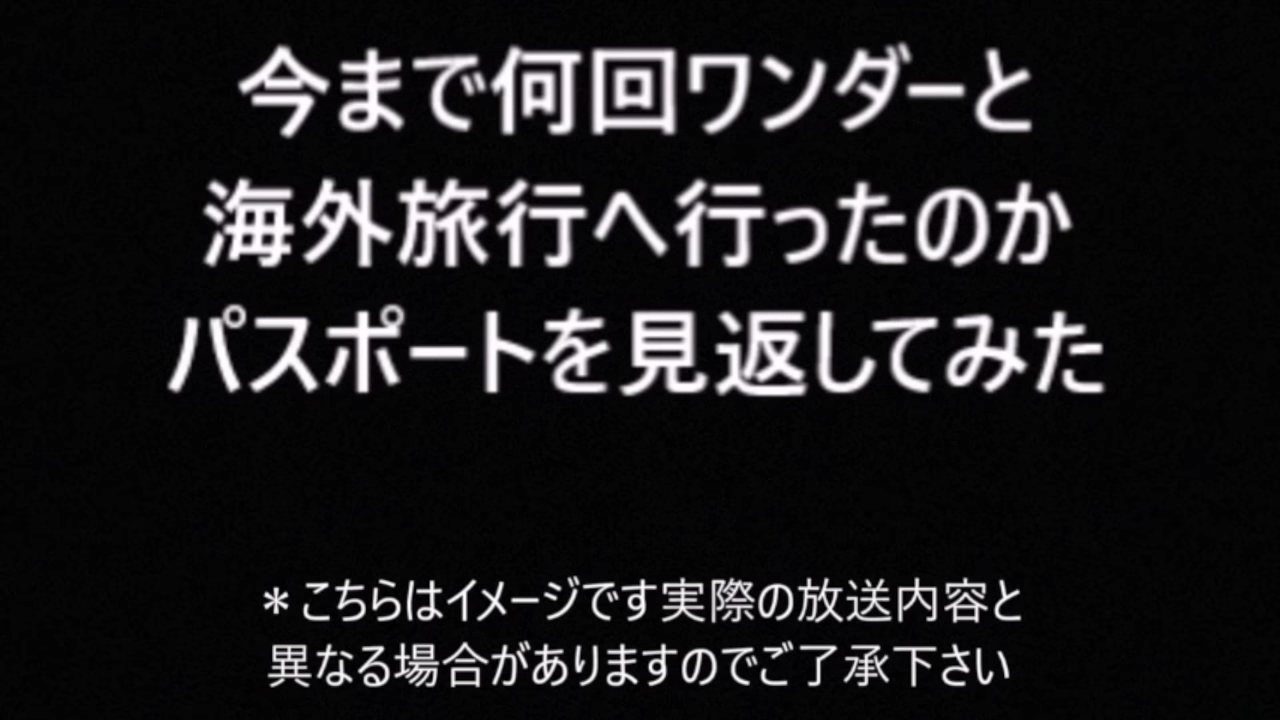 今まで何回ワンダーと
海外旅行へ行ったのか
パスポートを見返してみた
＊こちらはイメージです実際の放送内容と
異なる場合がありますのでご了承下さい